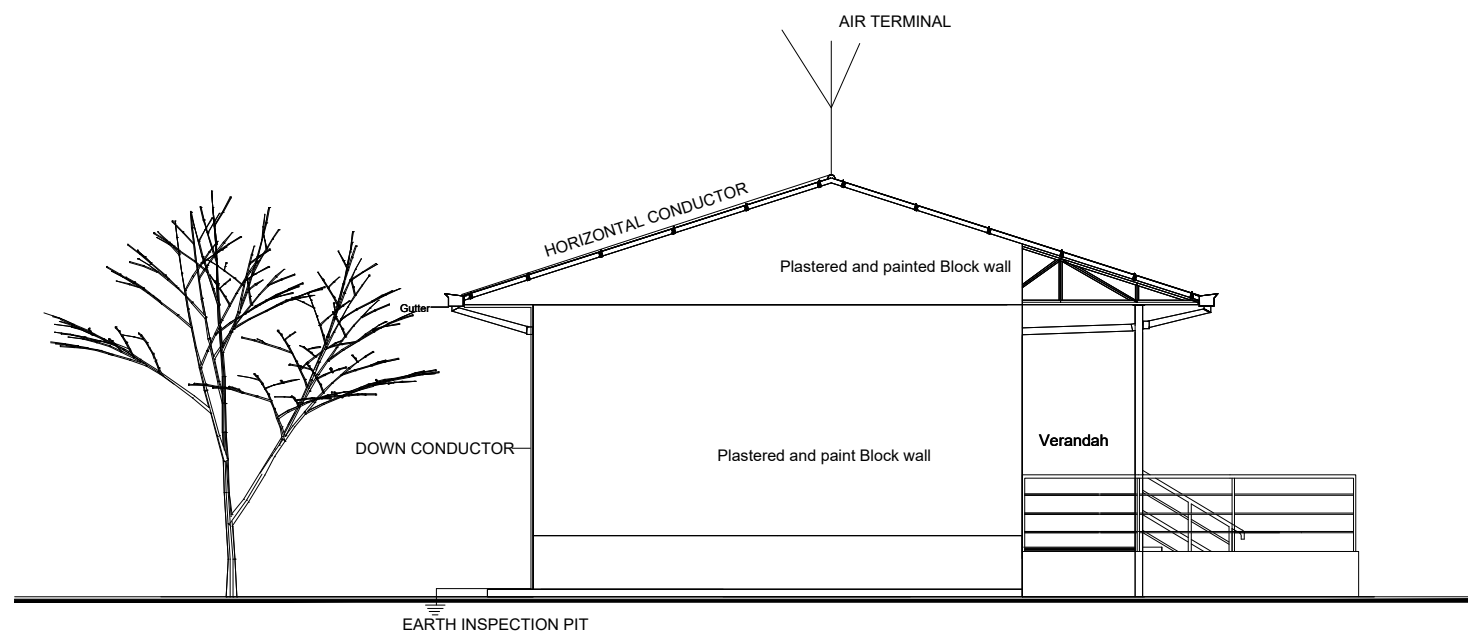 AIR TERMINAL
HORIZONTAL CONDUCTOR
Plastered and painted Block wall
Gutter
Verandah
DOWN CONDUCTOR
Plastered and paint Block wall
EARTH INSPECTION PIT